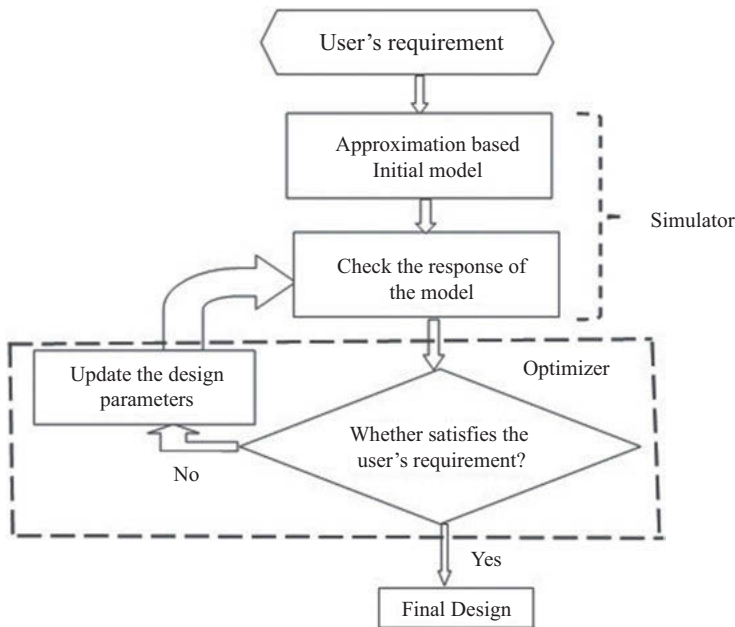 User's requirement
Approximation based
Initial model
Simulator
Check the response of
the model
Update the design
parameters
Optimizer
Whether satisfies the
user's requirement?
No
Yes
Final Design